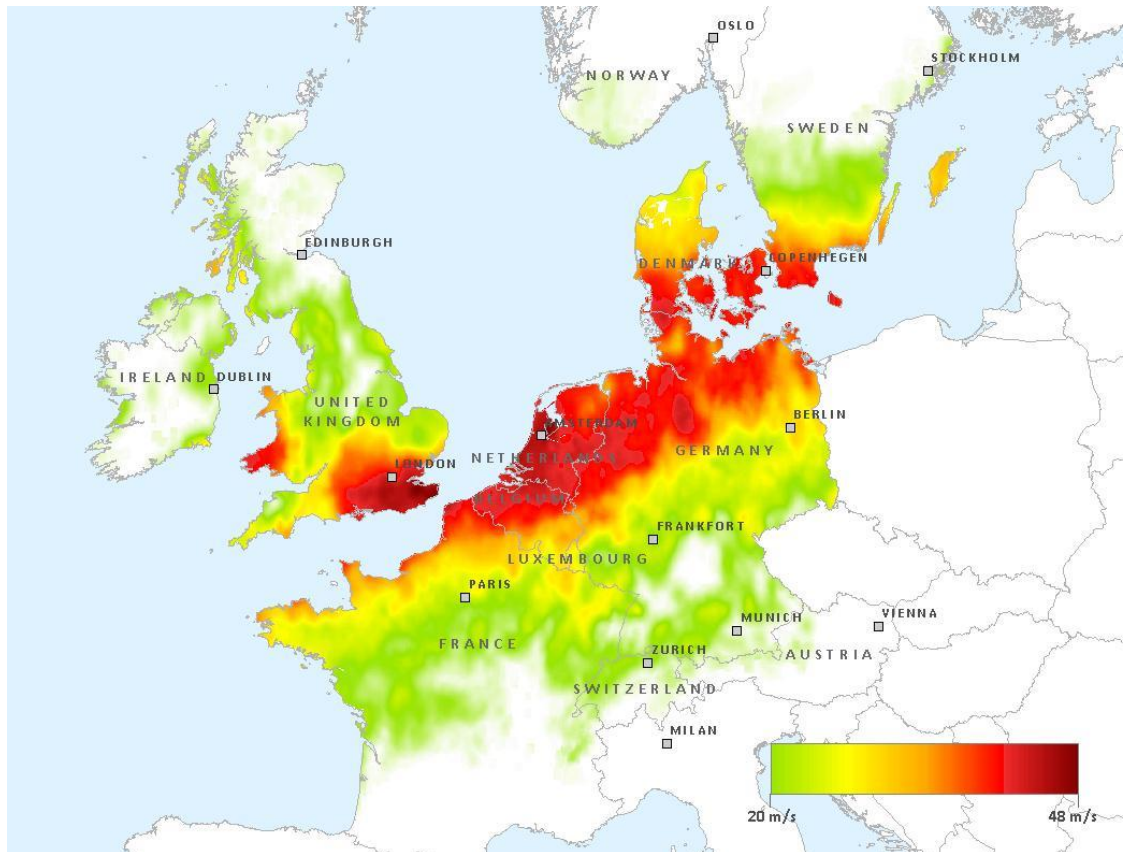 OSLO
STOCKHOLM
NORWAY
SWEDEN
EDINBURGH
DENMARK
COPENHEGEN
IRELAND
DUBLIN
UNITED
KINGDOM
BERLIN
AMSTERDAM
NETHERLANDS
GERMANY
LONDON
BELGIUM
FRANKFORT
LUXEMBOURG
PARIS
MUNICH
VIENNA
FRANCE
ZURICH
AUSTRIA
SWITZERLAND
MILAN
20 m/s
48 m/s